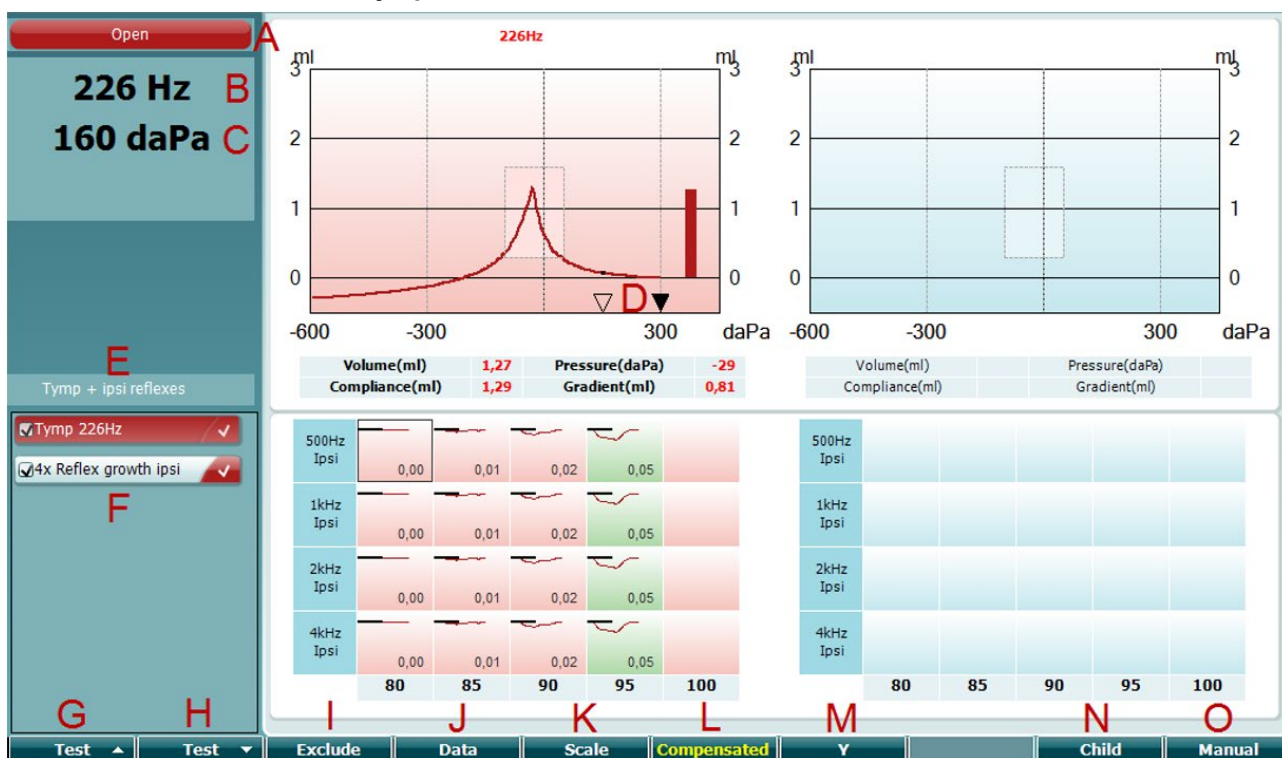 Open
A
226 Hz B
160 daPa C
E
Tymp + ipsi reflexes
Tymp 226Hz
4x Reflex growth ipsi
F
226Hz
ml ml
3 3
2 2
1 1
0 0
D
-600 -300 300 daPa
Volume(ml) 1,27 Pressure(daPa) -29
Compliance(ml) 1,29 Gradient(ml) 0,81
ml ml
3 3
2 2
1 1
0 0
-600 -300 300 daPa
Volume(ml) Pressure(daPa)
Compliance(ml) Gradient(ml)
500Hz
Ipsi
0,00 0,01 0,02 0,05
1kHz
Ipsi
0,00 0,01 0,02 0,05
2kHz
Ipsi
0,00 0,01 0,02 0,05
4kHz
Ipsi
0,00 0,01 0,02 0,05
80 85 90 95 100
500Hz
Ipsi
1kHz
Ipsi
2kHz
Ipsi
4kHz
Ipsi
80 85 90 95 100
G H I J K L M N O
Test Test Exclude Data Scale Compensated Y Child Manual